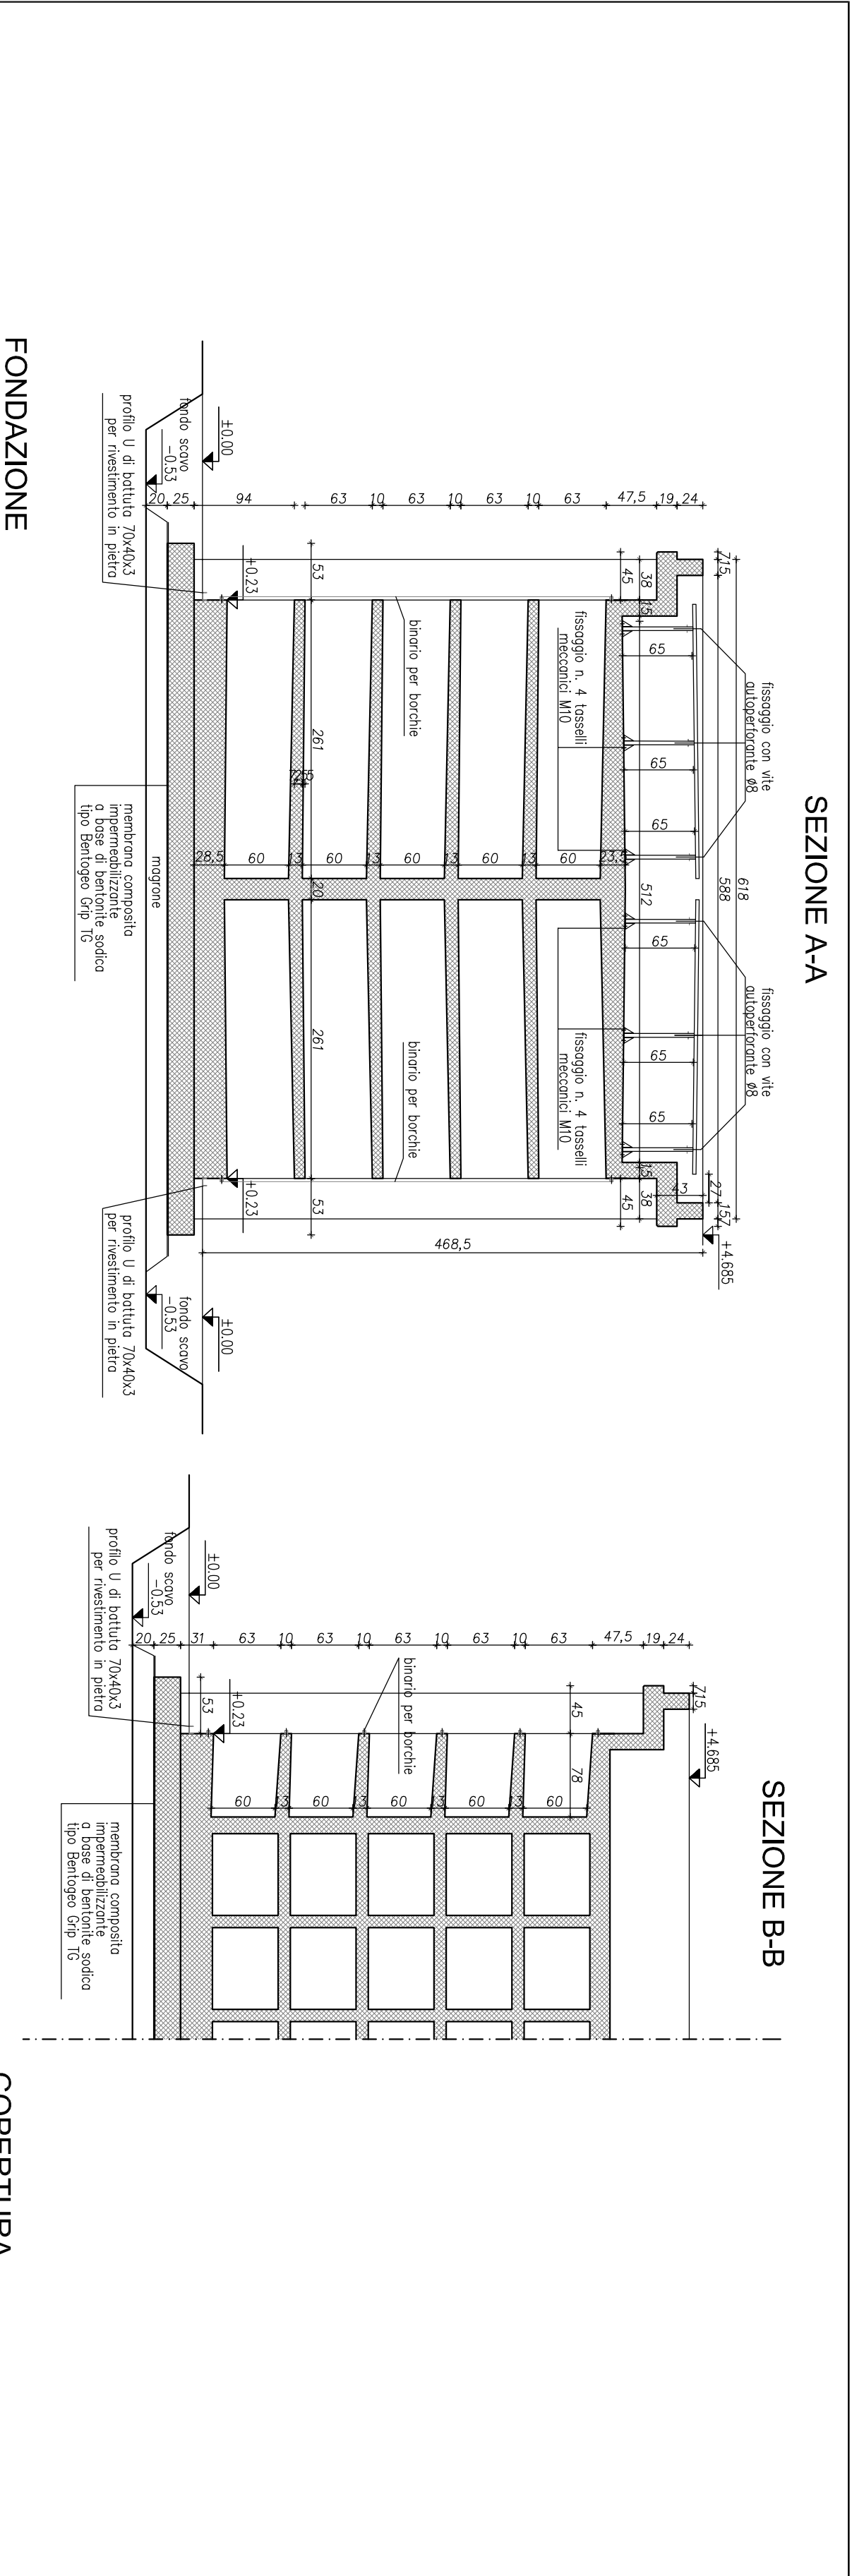 SEZIONE A-A
618
588
715
157
fissaggio con vite
autoperforante ø8
fissaggio con vite
autoperforante ø8
+4.685
24
19
47,5
63
10
63
10
63
10
63
94
25
20
38
45
15
65
65
65
512
65
65
65
15
38
45
43
27
fissaggio n. 4 tasselli
meccanici M10
fissaggio n. 4 tasselli
meccanici M10
23,5
60
13
60
13
60
13
60
13
60
28,5
binario per borchie
binario per borchie
53
261
20
261
53
468,5
+0.23
+0.23
±0.00
fondo scavo
-0.53
±0.00
fondo scavo
-0.53
profilo U di battuta 70x40x3
per rivestimento in pietra
magrone
membrana composita
impermeabilizzante
a base di bentonite sodica
tipo Bentogeo Grip TG
profilo U di battuta 70x40x3
per rivestimento in pietra
SEZIONE B-B
715
+4.685
24
19
47,5
63
10
63
10
63
10
63
10
63
31
25
20
45
78
60
13
60
13
60
13
60
13
60
binario per borchie
53
+0.23
±0.00
fondo scavo
-0.53
profilo U di battuta 70x40x3
per rivestimento in pietra
membrana composita
impermeabilizzante
a base di bentonite sodica
tipo Bentogeo Grip TG
FONDAZIONE
COPERTURA